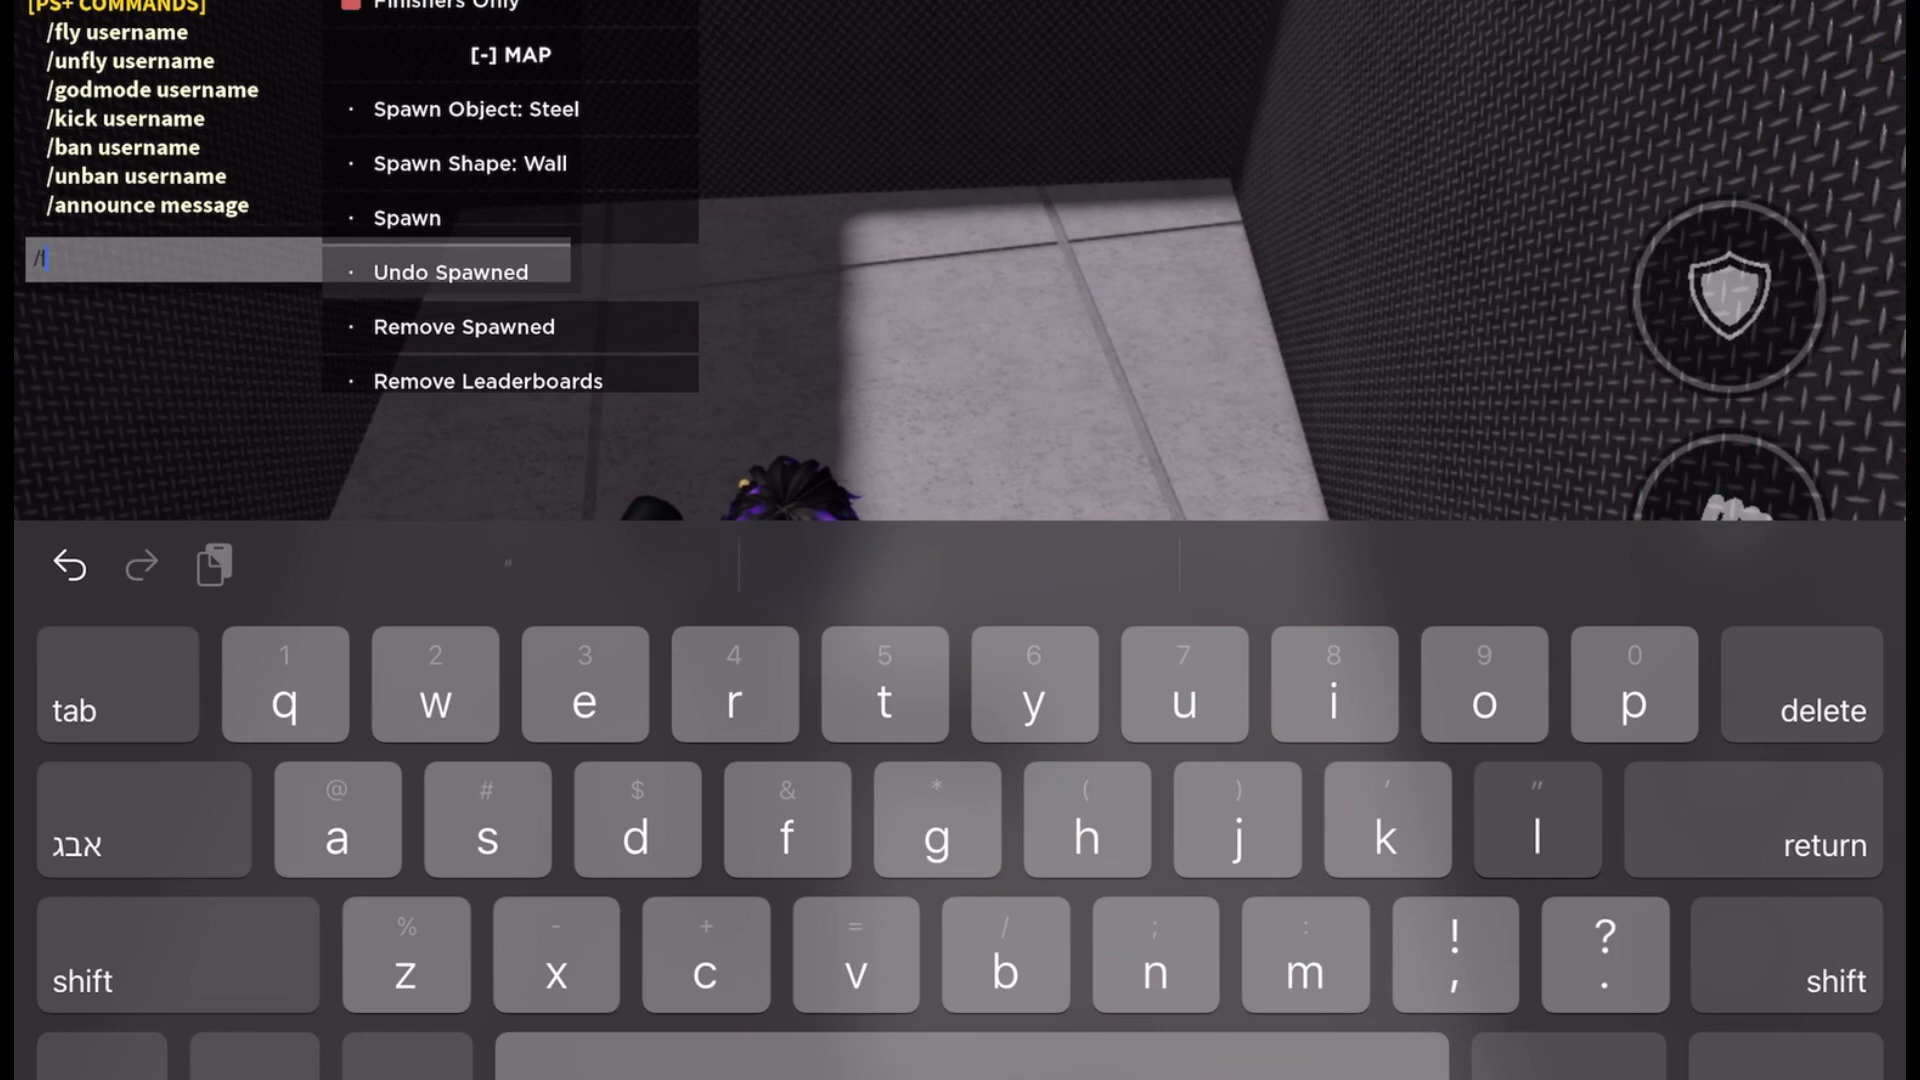 [PS+ COMMANDS]
/fly username
/unfly username
/godmode username
/kick username
/ban username
/unban username
/announce message
/f
Finishers Only
[-] MAP
· Spawn Object: Steel
· Spawn Shape: Wall
· Spawn
· Undo Spawned
· Remove Spawned
· Remove Leaderboards
“
1 2 3 4 5 6 7 8 9 0
tab q w e r t y u i o p delete
@ # $ & * ( ) ' "
אבג a s d f g h j k l return
% - + = / ; : ! ?
shift z x c v b n m , . shift